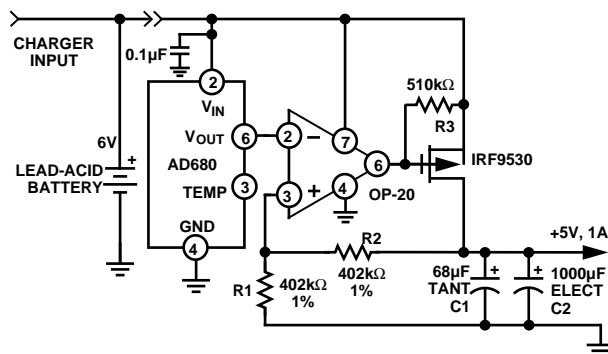 CHARGER
INPUT
0.1µF
2
VIN
VOUT
6
AD680
TEMP
3
GND
4
6V
+
LEAD-ACID
BATTERY
2
–
7
3
+
4
6
OP-20
510kΩ
R3
IRF9530
R2
402kΩ
1%
R1
402kΩ
1%
+5V, 1A
68µF
TANT
C1
+
1000µF
ELECT
C2
+